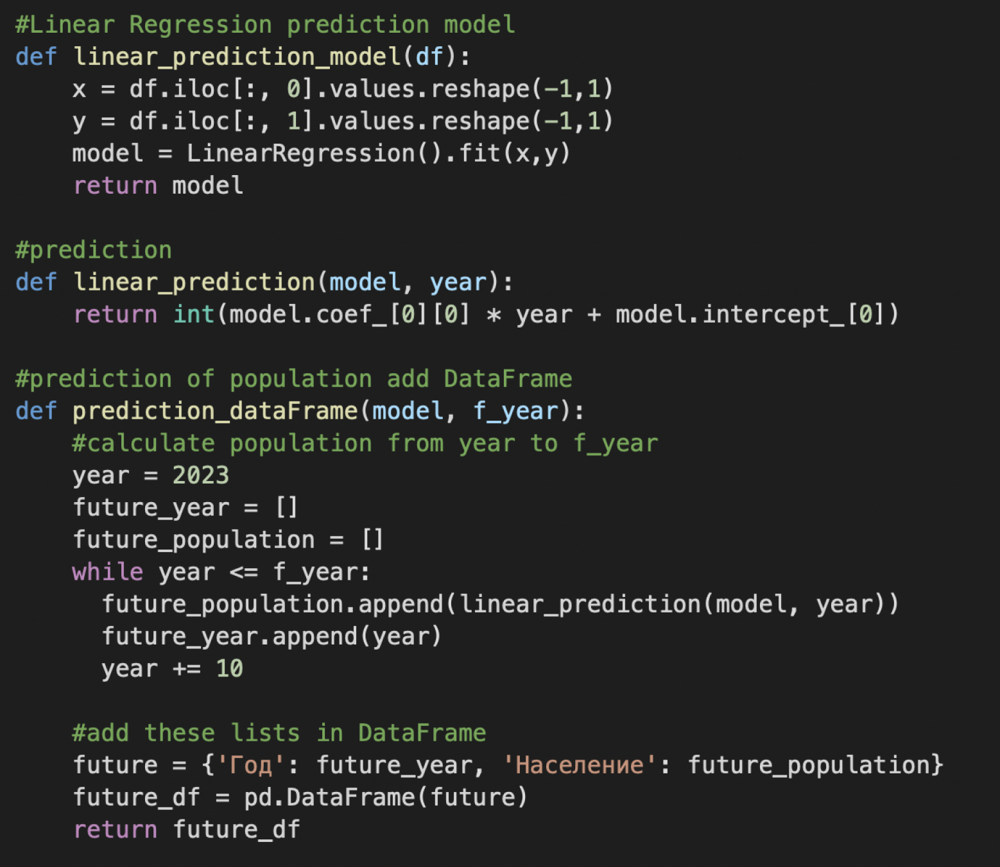 #Linear Regression prediction model
def linear_prediction_model(df):
    x = df.iloc[:, 0].values.reshape(-1,1)
    y = df.iloc[:, 1].values.reshape(-1,1)
    model = LinearRegression().fit(x,y)
    return model

#prediction
def linear_prediction(model, year):
    return int(model.coef_[0][0] * year + model.intercept_[0])

#prediction of population add DataFrame
def prediction_dataFrame(model, f_year):
    #calculate population from year to f_year
    year = 2023
    future_year = []
    future_population = []
    while year <= f_year:
      future_population.append(linear_prediction(model, year))
      future_year.append(year)
      year += 10

    #add these lists in DataFrame
    future = {'Год': future_year, 'Население': future_population}
    future_df = pd.DataFrame(future)
    return future_df